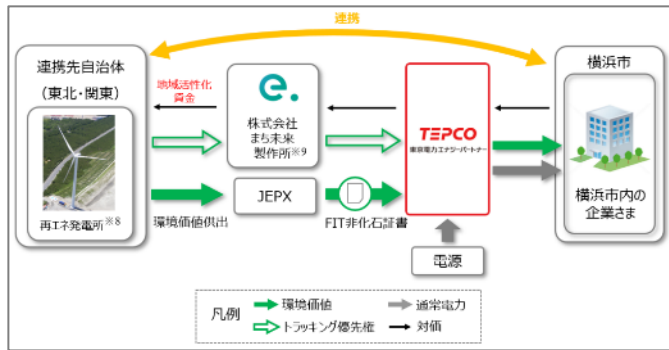 連携
連携先自治体
(東北・関東)
再エネ発電所※8
地域活性化
資金
環境価値供出
e.
株式会社
まち未来
製作所※9
JEPX
FIT非化石証書
TEPCO
東京電力エナジーパートナー
電源
横浜市
横浜市内の
企業さま
凡例
環境価値
通常電力
トラッキング優先権
対価